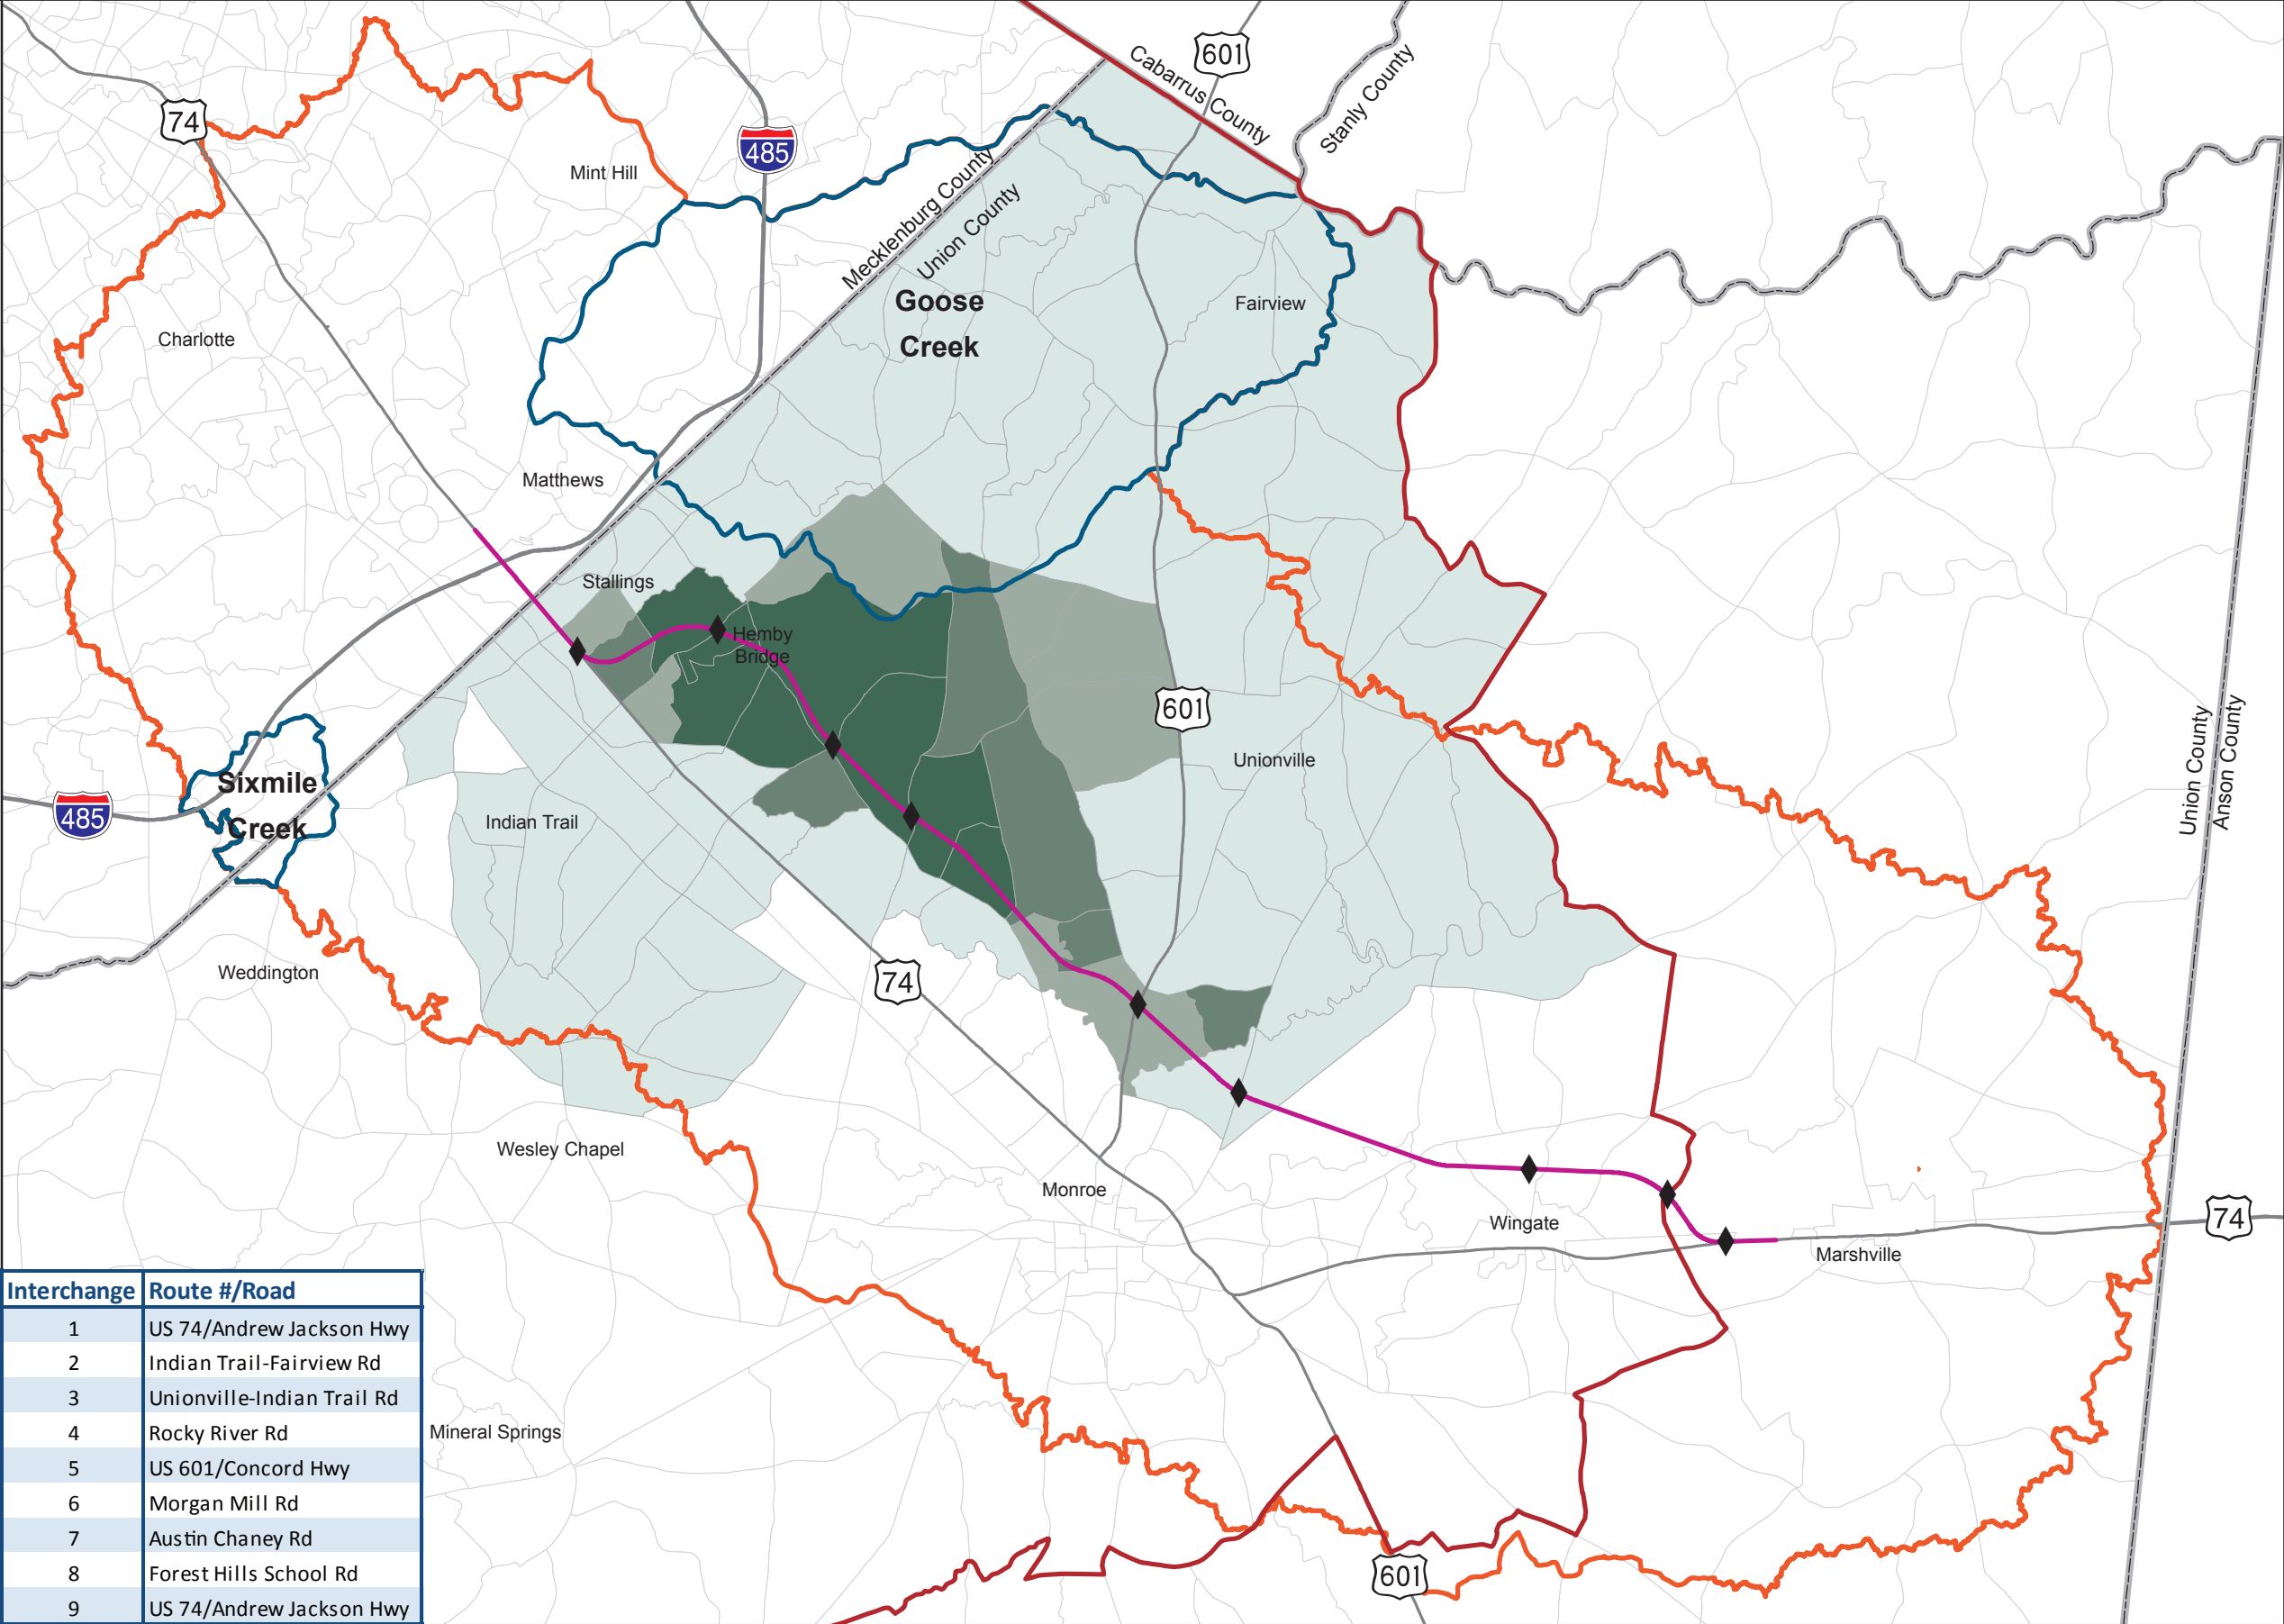 601
Cabarrus County
Stanly County
74
485
Mint Hill
Mecklenburg County
Union County
Goose
Creek
Fairview
Charlotte
Matthews
Stallings
Hemby
Bridge
601
Unionville
Union County
Anson County
Sixmile
Creek
485
Indian Trail
Weddington
74
Wesley Chapel
Monroe
Wingate
74
Marshville
Mineral Springs
601
Interchange Route #/Road
1 US 74/Andrew Jackson Hwy
2 Indian Trail-Fairview Rd
3 Unionville-Indian Trail Rd
4 Rocky River Rd
5 US 601/Concord Hwy
6 Morgan Mill Rd
7 Austin Chaney Rd
8 Forest Hills School Rd
9 US 74/Andrew Jackson Hwy